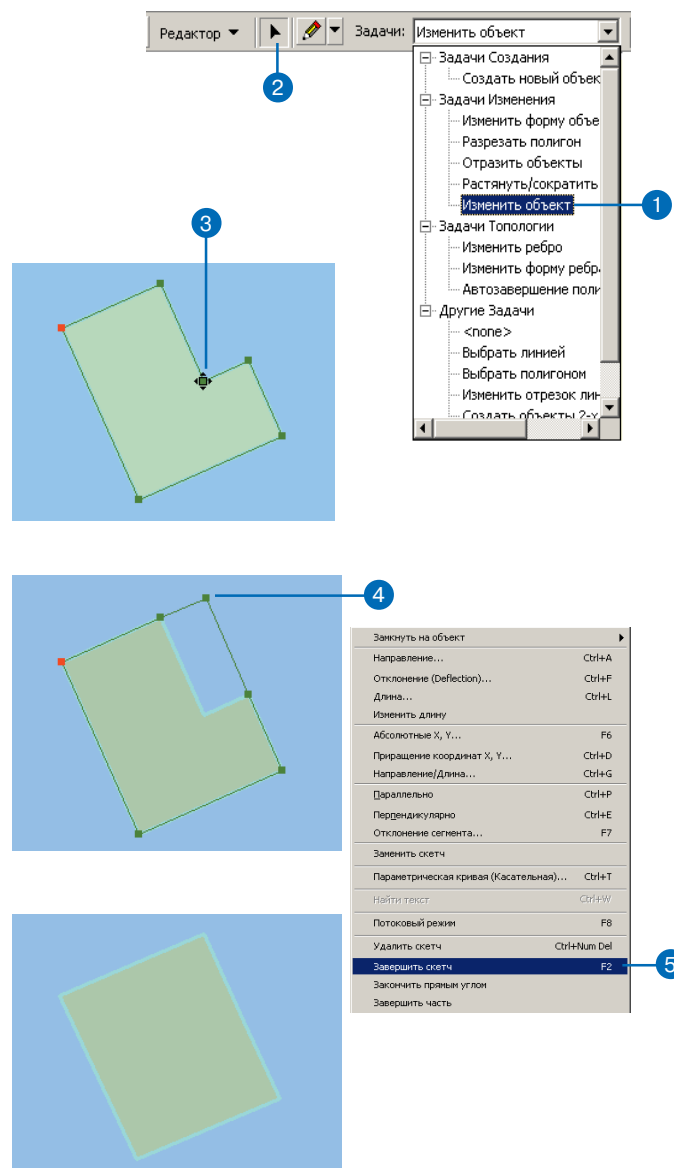 Редактор
Задачи:
Изменить объект
2
Задачи Создания
Создать новый объек
Задачи Изменения
Изменить форму объе
Разрезать полигон
Отразить объекты
Растянуть/сократить
Изменить объект
1
Задачи Топологии
Изменить ребро
Изменить форму ребр
Автозавершение поли
Другие Задачи
<none>
Выбрать линией
Выбрать полигоном
Изменить отрезок лин
Создать объекты 2-х
3
4
Замкнуть на объект
Направление... Ctrl+A
Отклонение (Deflection)... Ctrl+F
Длина... Ctrl+L
Изменить длину
Абсолютные X, Y... F6
Приращение координат X, Y... Ctrl+D
Направление/Длина... Ctrl+G
Параллельно Ctrl+P
Перпендикулярно Ctrl+E
Отклонение сегмента... F7
Заменить скетч
Параметрическая кривая (Касательная)... Ctrl+T
Найти текст Ctrl+W
Потоковый режим F8
Удалить скетч Ctrl+Num Del
Завершить скетч F2
5
Закончить прямым углом
Завершить часть